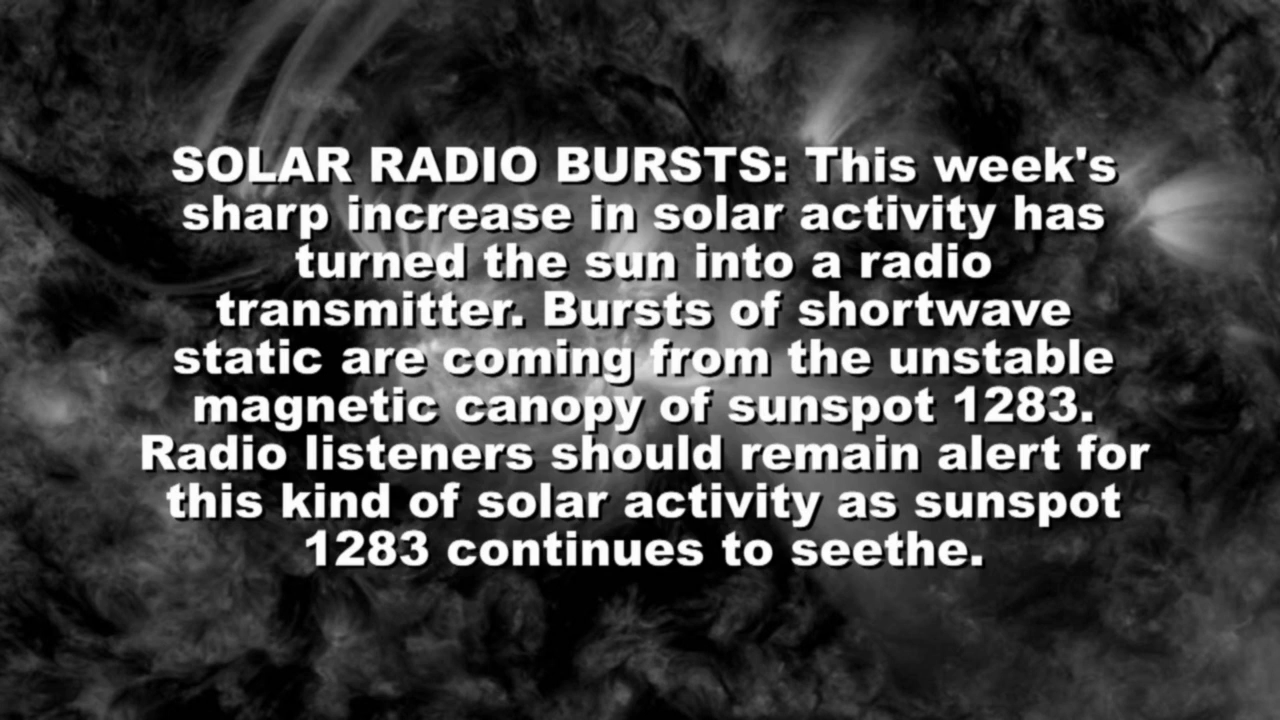 SOLAR RADIO BURSTS: This week's
sharp increase in solar activity has
turned the sun into a radio
transmitter. Bursts of shortwave
static are coming from the unstable
magnetic canopy of sunspot 1283.
Radio listeners should remain alert for
this kind of solar activity as sunspot
1283 continues to seethe.